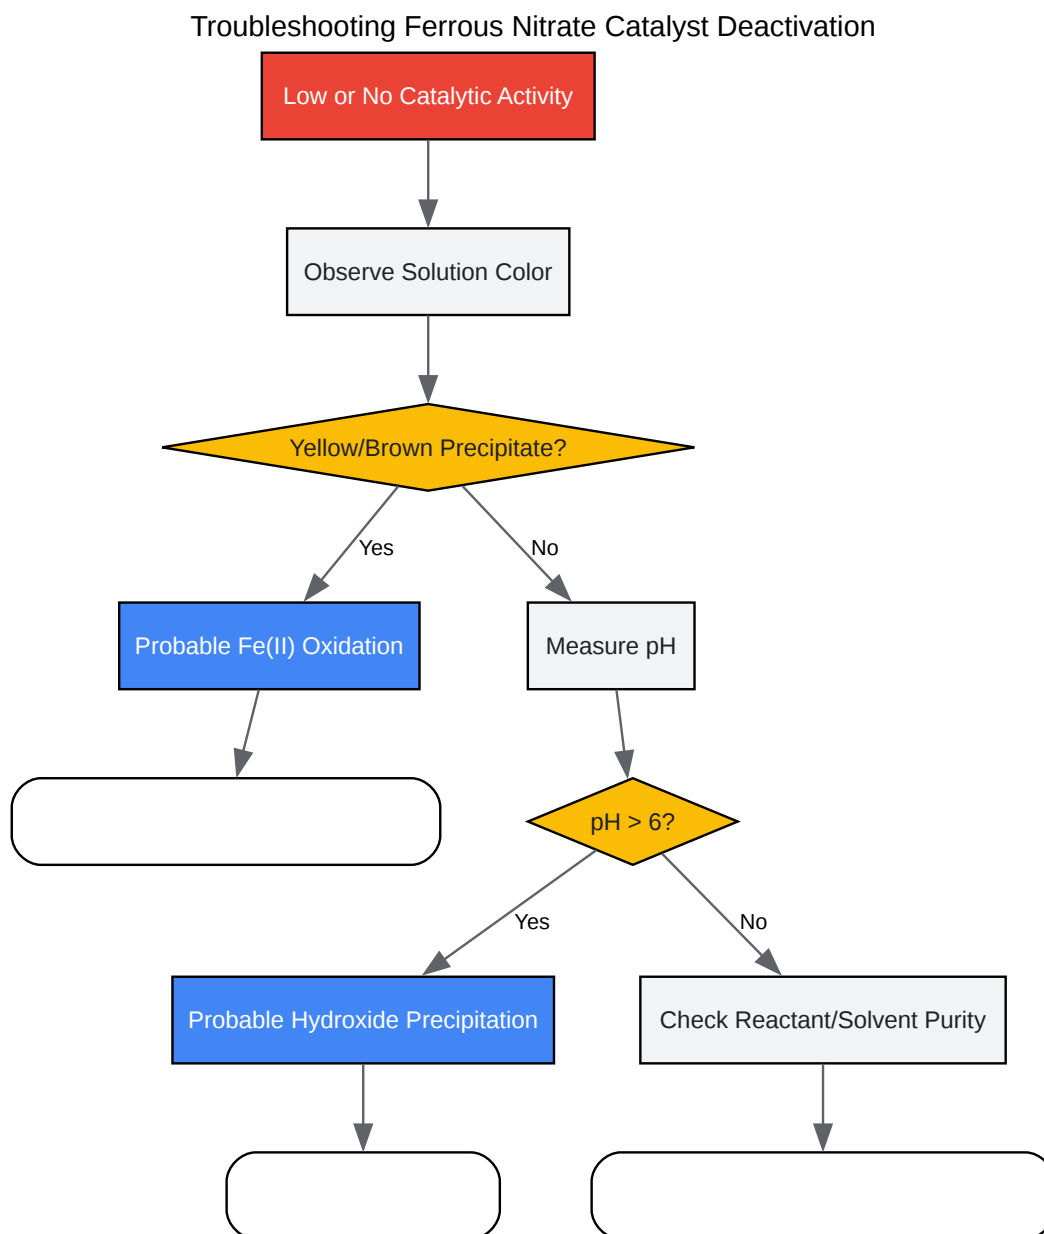 Troubleshooting Ferrous Nitrate Catalyst Deactivation
Low or No Catalytic Activity
Observe Solution Color
Yellow/Brown Precipitate?
Yes
No
Probable Fe(II) Oxidation
Measure pH
pH > 6?
Yes
No
Probable Hydroxide Precipitation
Check Reactant/Solvent Purity